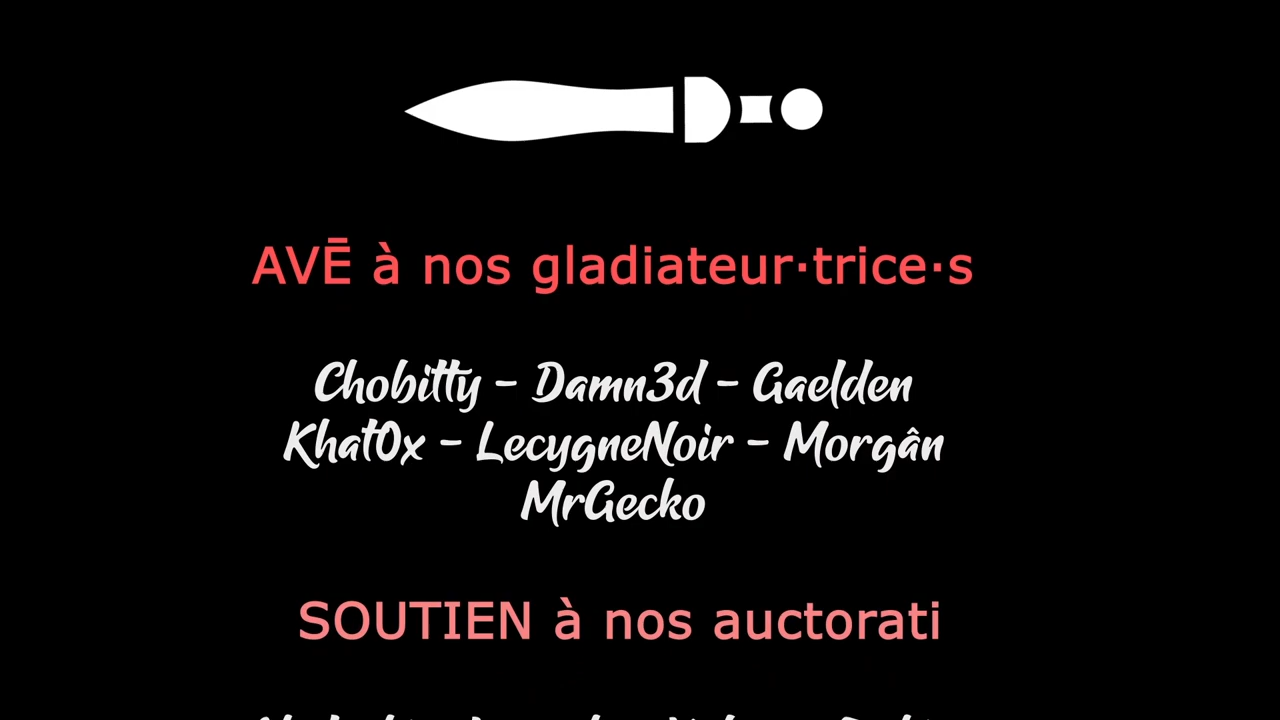 AVĒ à nos gladiateur·trice·s
Chobitty - Damn3d - Gaelden
Khat0x - LecygneNoir - Morgân
MrGecko
SOUTIEN à nos auctorati